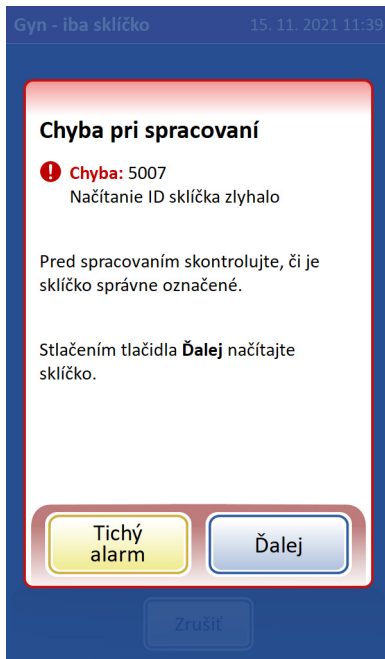 Gyn - iba sklíčko 15. 11. 2021 11:39
Chyba pri spracovaní
Chyba: 5007
Načítanie ID sklíčka zlyhalo
Pred spracovaním skontrolujte, či je
sklíčko správne označené.
Stlačením tlačidla Ďalej načítajte
sklíčko.
Tichý
alarm
Ďalej
Zrušiť